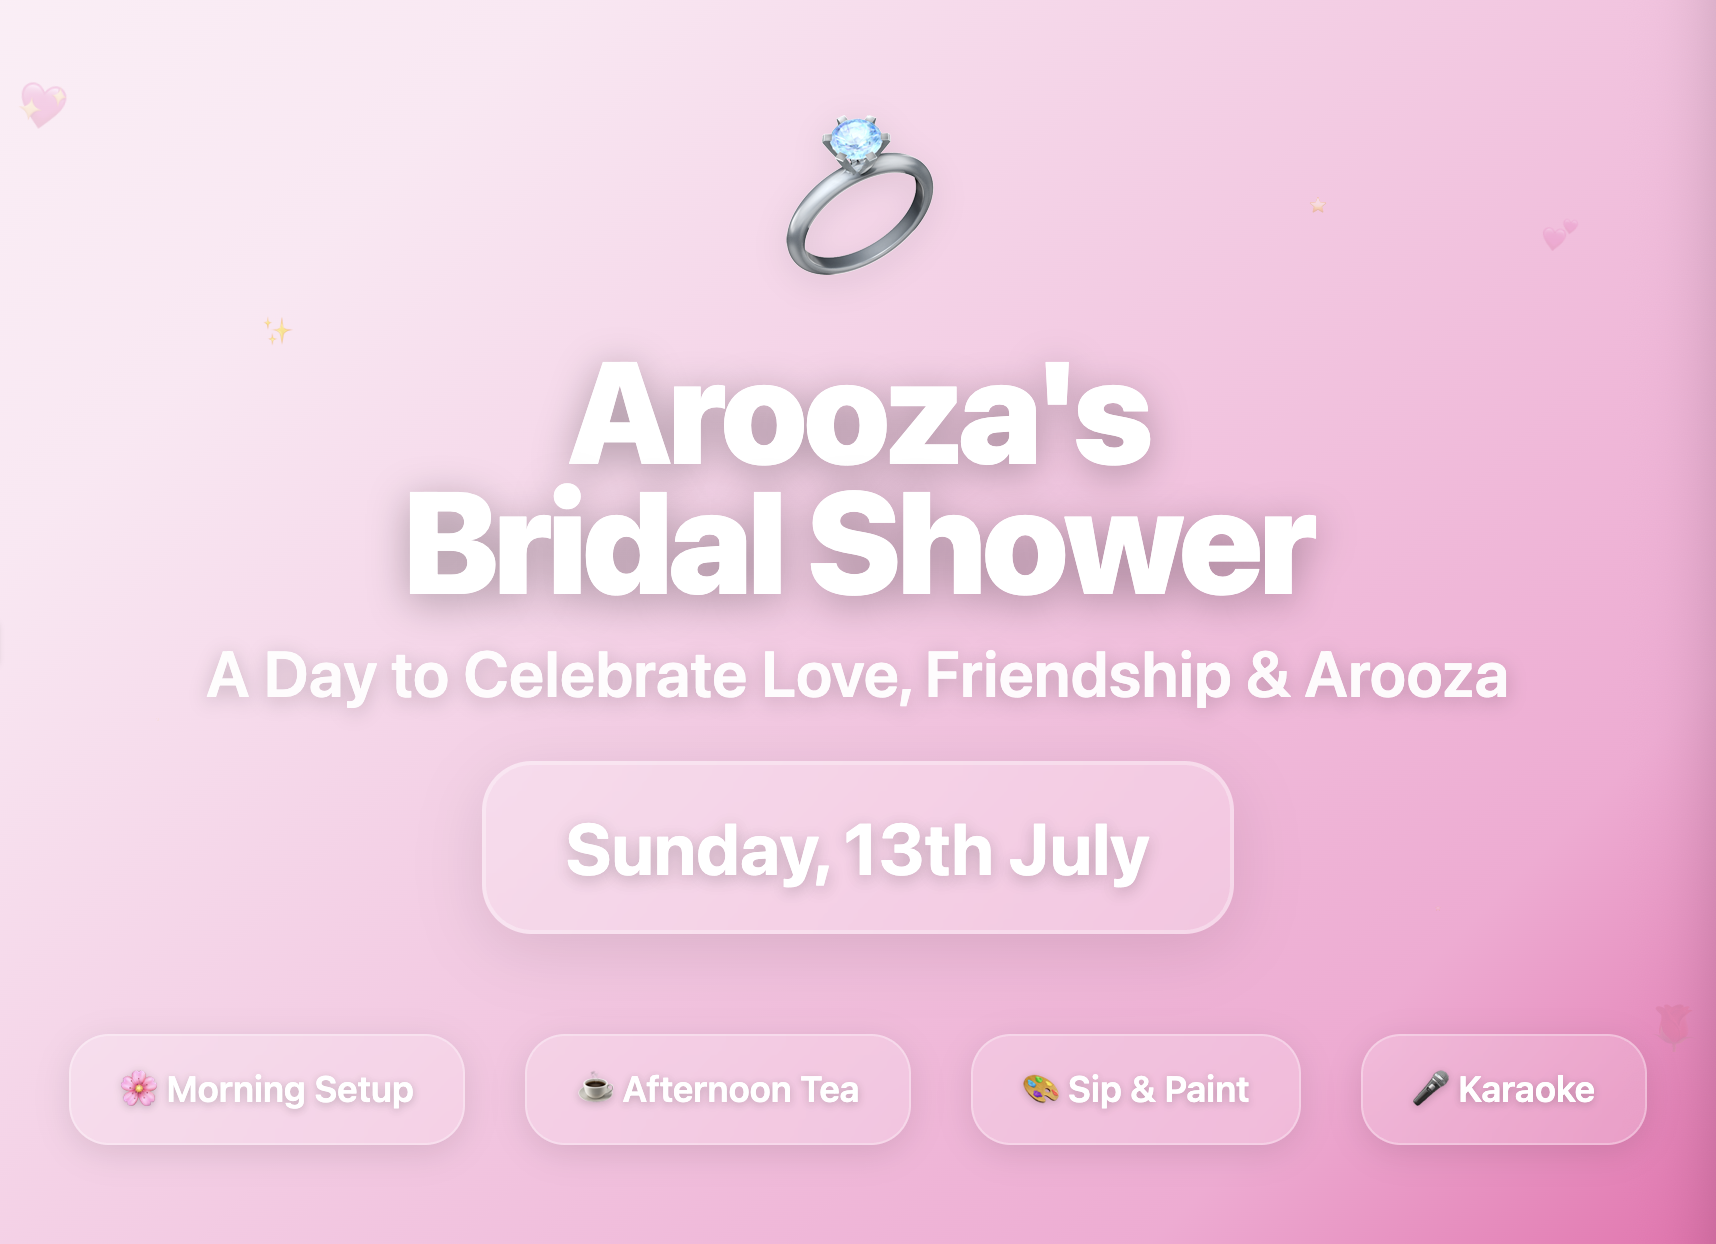 Arooza's
Bridal Shower
A Day to Celebrate Love, Friendship & Arooza
Sunday, 13th July
🌸 Morning Setup
☕ Afternoon Tea
🎨 Sip & Paint
🎤 Karaoke